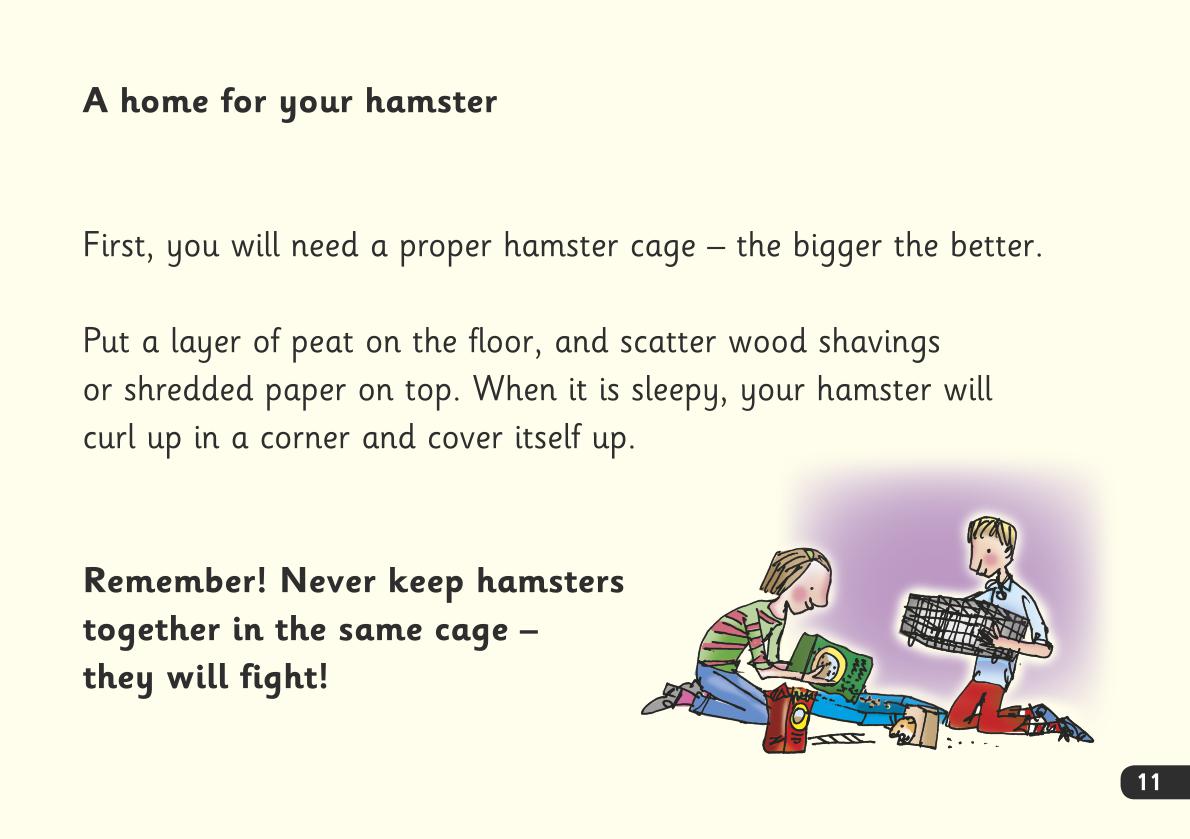 A home for your hamster
First, you will need a proper hamster cage – the bigger the better.
Put a layer of peat on the floor, and scatter wood shavings
or shredded paper on top. When it is sleepy, your hamster will
curl up in a corner and cover itself up.
Remember! Never keep hamsters
together in the same cage –
they will fight!
11